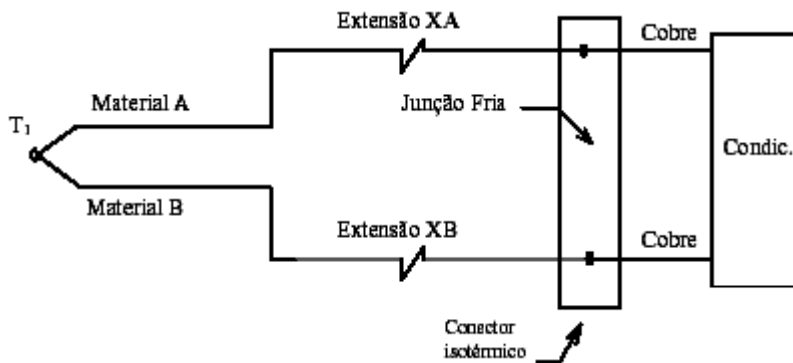 Extensão XA
Cobre
Material A
Junção Fria
T1
Condic.
Material B
Extensão XB
Cobre
Conector
isotérmico